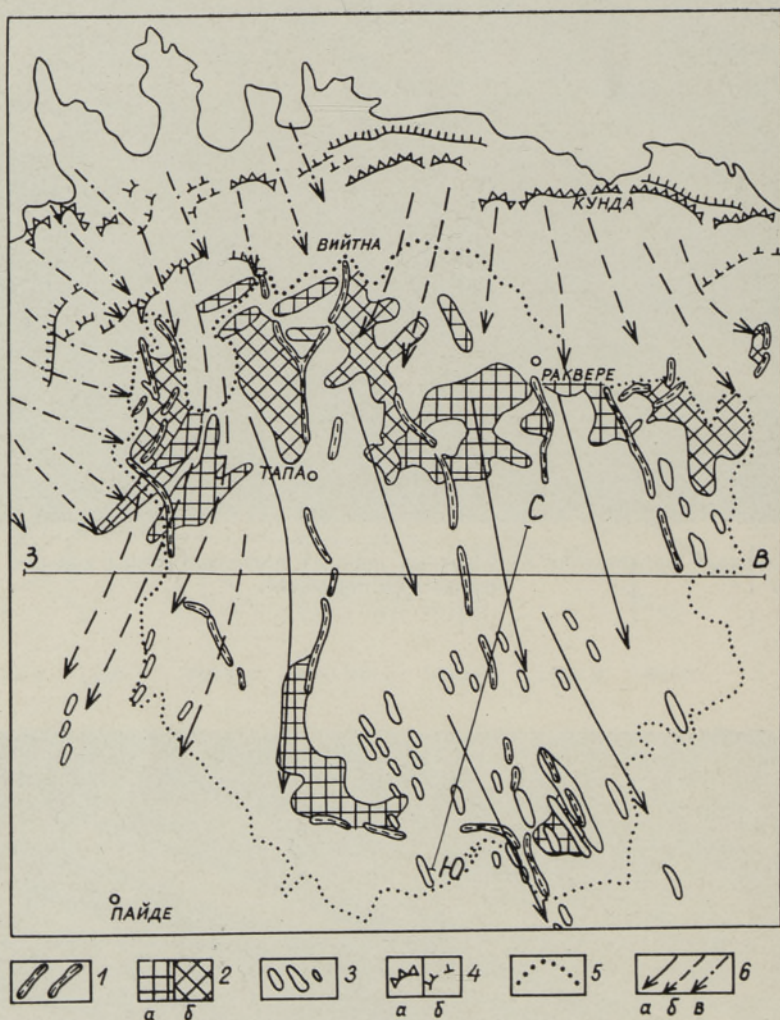 КУНДА
ВИЙТНА
РАКВЕРЕ
ТАПА
С
З В
Ю
ПАЙДЕ
1 2 3 4 5 6
а б а б а б в